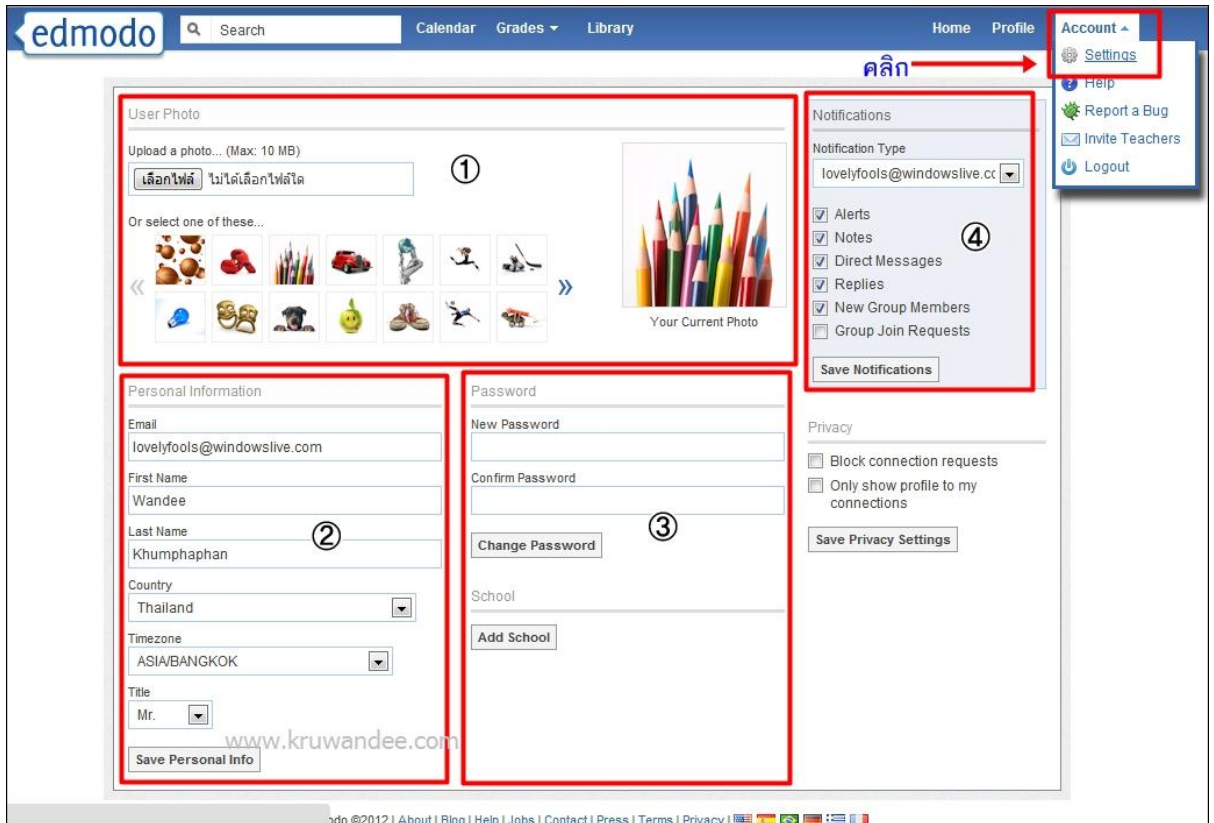 edmodo Search Calendar Grades Library Home Profile Account
คลิก Settings
Help
Report a Bug
Invite Teachers
Logout
User Photo
Upload a photo... (Max: 10 MB)
เลือกไฟล์ ไม่ได้เลือกไฟล์ใด
①
Or select one of these...
« »
Your Current Photo
Notifications
Notification Type
lovelyfools@windowslive.cc
Alerts
Notes
④
Direct Messages
Replies
New Group Members
Group Join Requests
Save Notifications
Personal Information
Email
lovelyfools@windowslive.com
First Name
Wandee
Last Name
②
Khumphaphan
Country
Thailand
Timezone
ASIA/BANGKOK
Title
Mr.
www.kruwandee.com
Save Personal Info
Password
New Password
Confirm Password
③
Change Password
School
Add School
Privacy
Block connection requests
Only show profile to my
connections
Save Privacy Settings
©2012 | About | Blog | Help | Jobs | Contact | Press | Terms | Privacy |